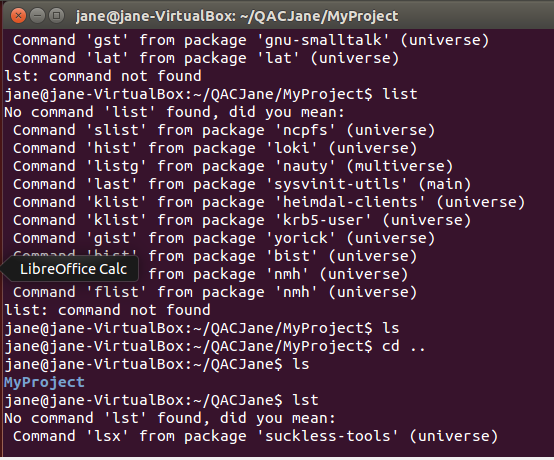 jane@jane-VirtualBox: ~/QACJane/MyProject
Command 'gst' from package 'gnu-smalltalk' (universe)
Command 'lat' from package 'lat' (universe)
lst: command not found
jane@jane-VirtualBox:~/QACJane/MyProject$ list
No command 'list' found, did you mean:
Command 'slist' from package 'ncpfs' (universe)
Command 'hist' from package 'loki' (universe)
Command 'listg' from package 'nauty' (multiverse)
Command 'last' from package 'sysvinit-utils' (main)
Command 'klist' from package 'heimdal-clients' (universe)
Command 'klist' from package 'krb5-user' (universe)
Command 'gist' from package 'yorick' (universe)
Command 'bist' from package 'bist' (universe)
LibreOffice Calc
from package 'nmh' (universe)
Command 'flist' from package 'nmh' (universe)
list: command not found
jane@jane-VirtualBox:~/QACJane/MyProject$ ls
jane@jane-VirtualBox:~/QACJane/MyProject$ cd ..
jane@jane-VirtualBox:~/QACJane$ ls
MyProject
jane@jane-VirtualBox:~/QACJane$ lst
No command 'lst' found, did you mean:
Command 'lsx' from package 'suckless-tools' (universe)